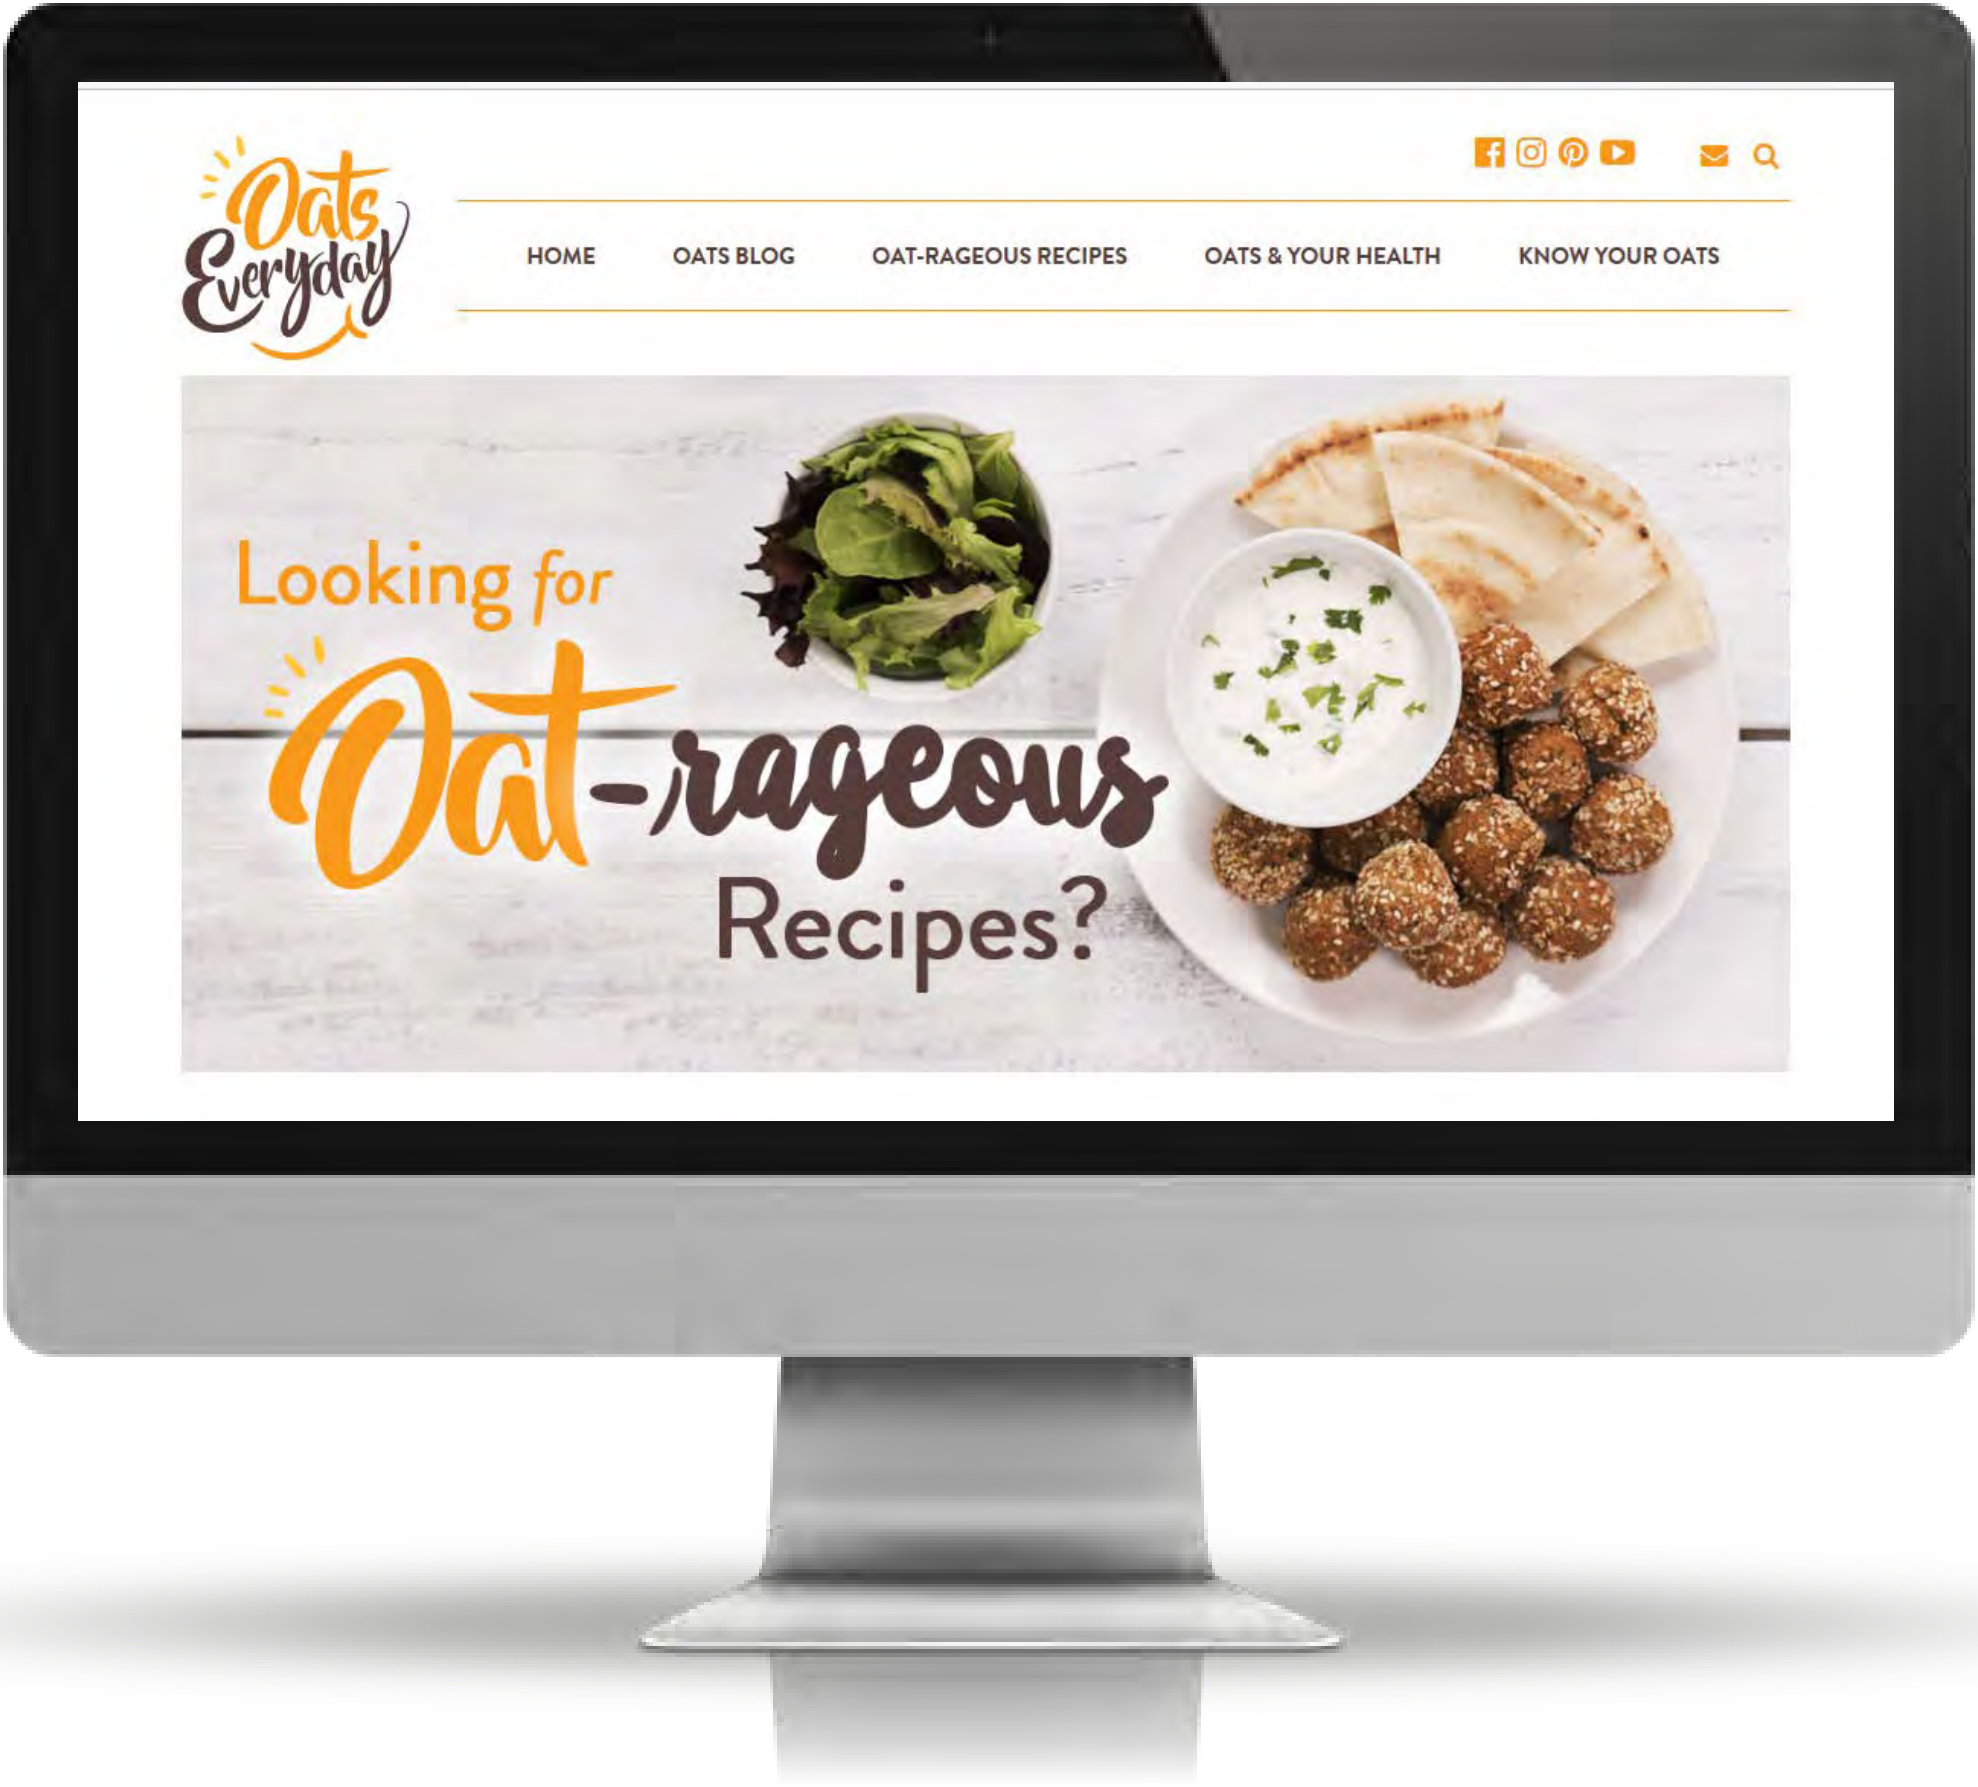 Oats
Everyday
HOME OATS BLOG OAT-RAGEOUS RECIPES OATS & YOUR HEALTH KNOW YOUR OATS
Looking for
Oat-rageous
Recipes?